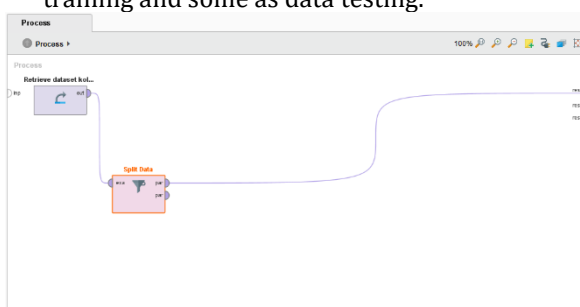 training and some as data testing.
Process
Process
100%
Process
Retrieve dataset kol...
inp
out
res
res
res
Split Data
exa
par
par